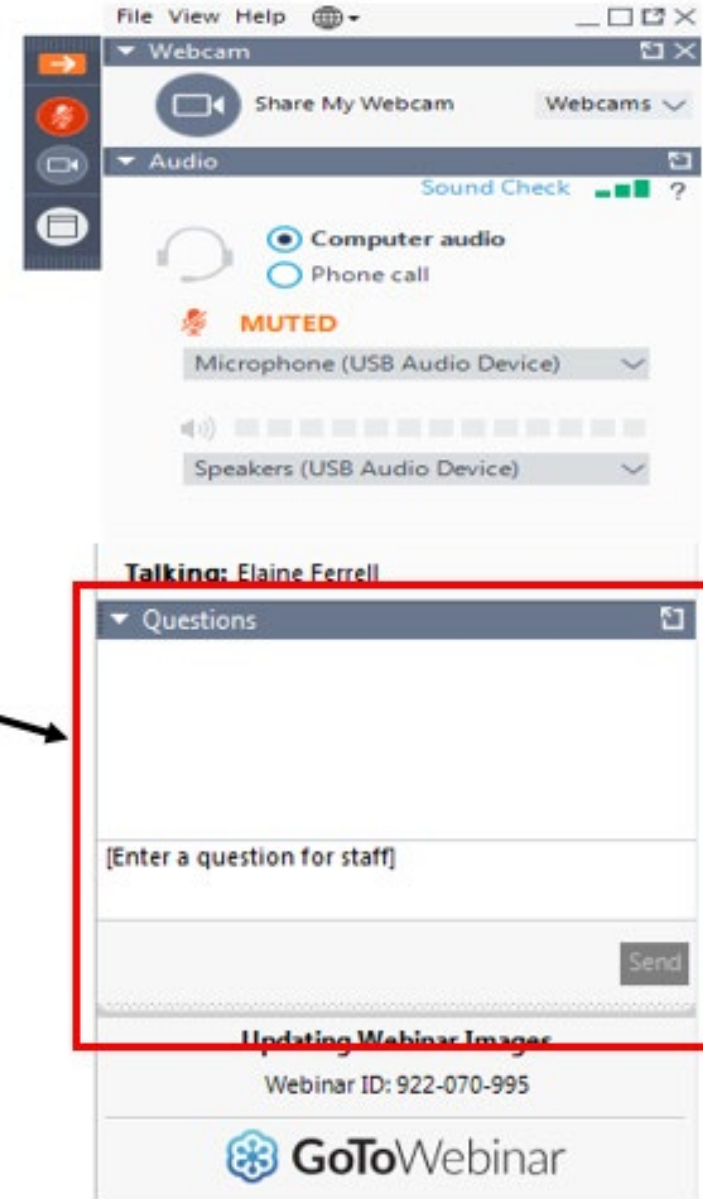 File View Help
Webcam
Share My Webcam Webcams
Audio
Sound Check ?
Computer audio
Phone call
MUTED
Microphone (USB Audio Device)
Speakers (USB Audio Device)
Talking: Elaine Ferrell
Questions
[Enter a question for staff]
Send
Updating Webinar Images
Webinar ID: 922-070-995
GoToWebinar